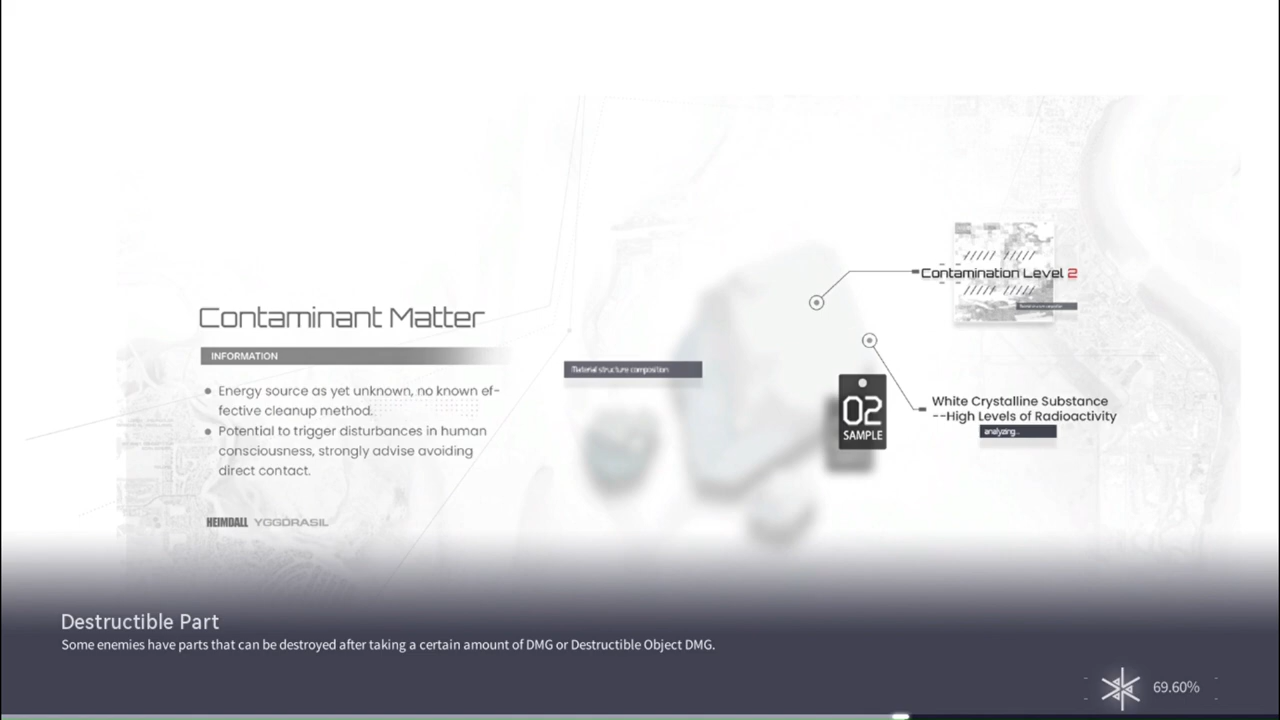 Contamination Level 2
Contaminant Matter
INFORMATION
Material structure composition
Energy source as yet unknown, no known ef-
fective cleanup method.
Potential to trigger disturbances in human
consciousness, strongly advise avoiding
direct contact.
02
SAMPLE
White Crystalline Substance
--High Levels of Radioactivity
analyzing...
HEIMDALL YGGDRASIL
Destructible Part
Some enemies have parts that can be destroyed after taking a certain amount of DMG or Destructible Object DMG.
69.60%